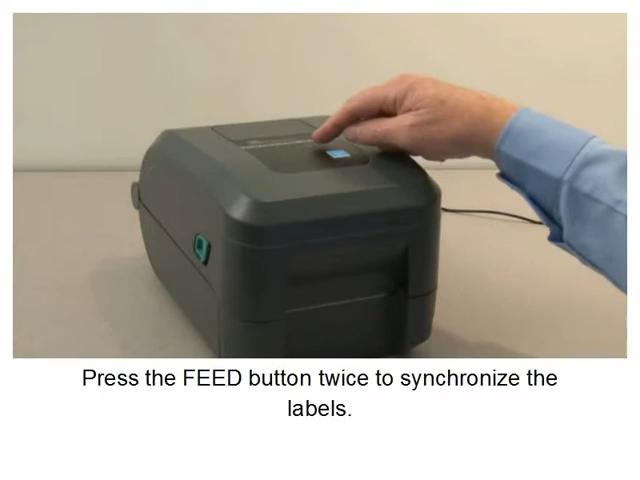 Press the FEED button twice to synchronize the
labels.